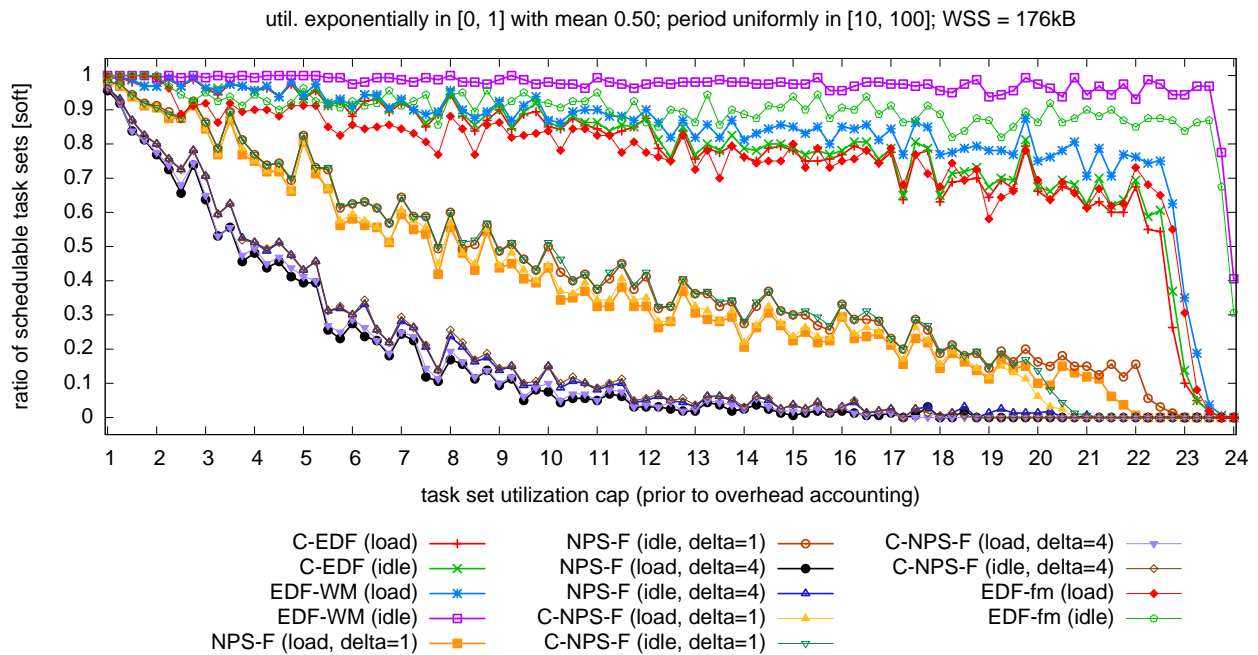 util. exponentially in [0, 1] with mean 0.50; period uniformly in [10, 100]; WSS = 176kB
ratio of schedulable task sets [soft]
1
0.9
0.8
0.7
0.6
0.5
0.4
0.3
0.2
0.1
0
1 2 3 4 5 6 7 8 9 10 11 12 13 14 15 16 17 18 19 20 21 22 23 24
task set utilization cap (prior to overhead accounting)
C-EDF (load)
C-EDF (idle)
EDF-WM (load)
EDF-WM (idle)
NPS-F (load, delta=1)
NPS-F (idle, delta=1)
NPS-F (load, delta=4)
NPS-F (idle, delta=4)
C-NPS-F (load, delta=1)
C-NPS-F (idle, delta=1)
C-NPS-F (load, delta=4)
C-NPS-F (idle, delta=4)
EDF-fm (load)
EDF-fm (idle)